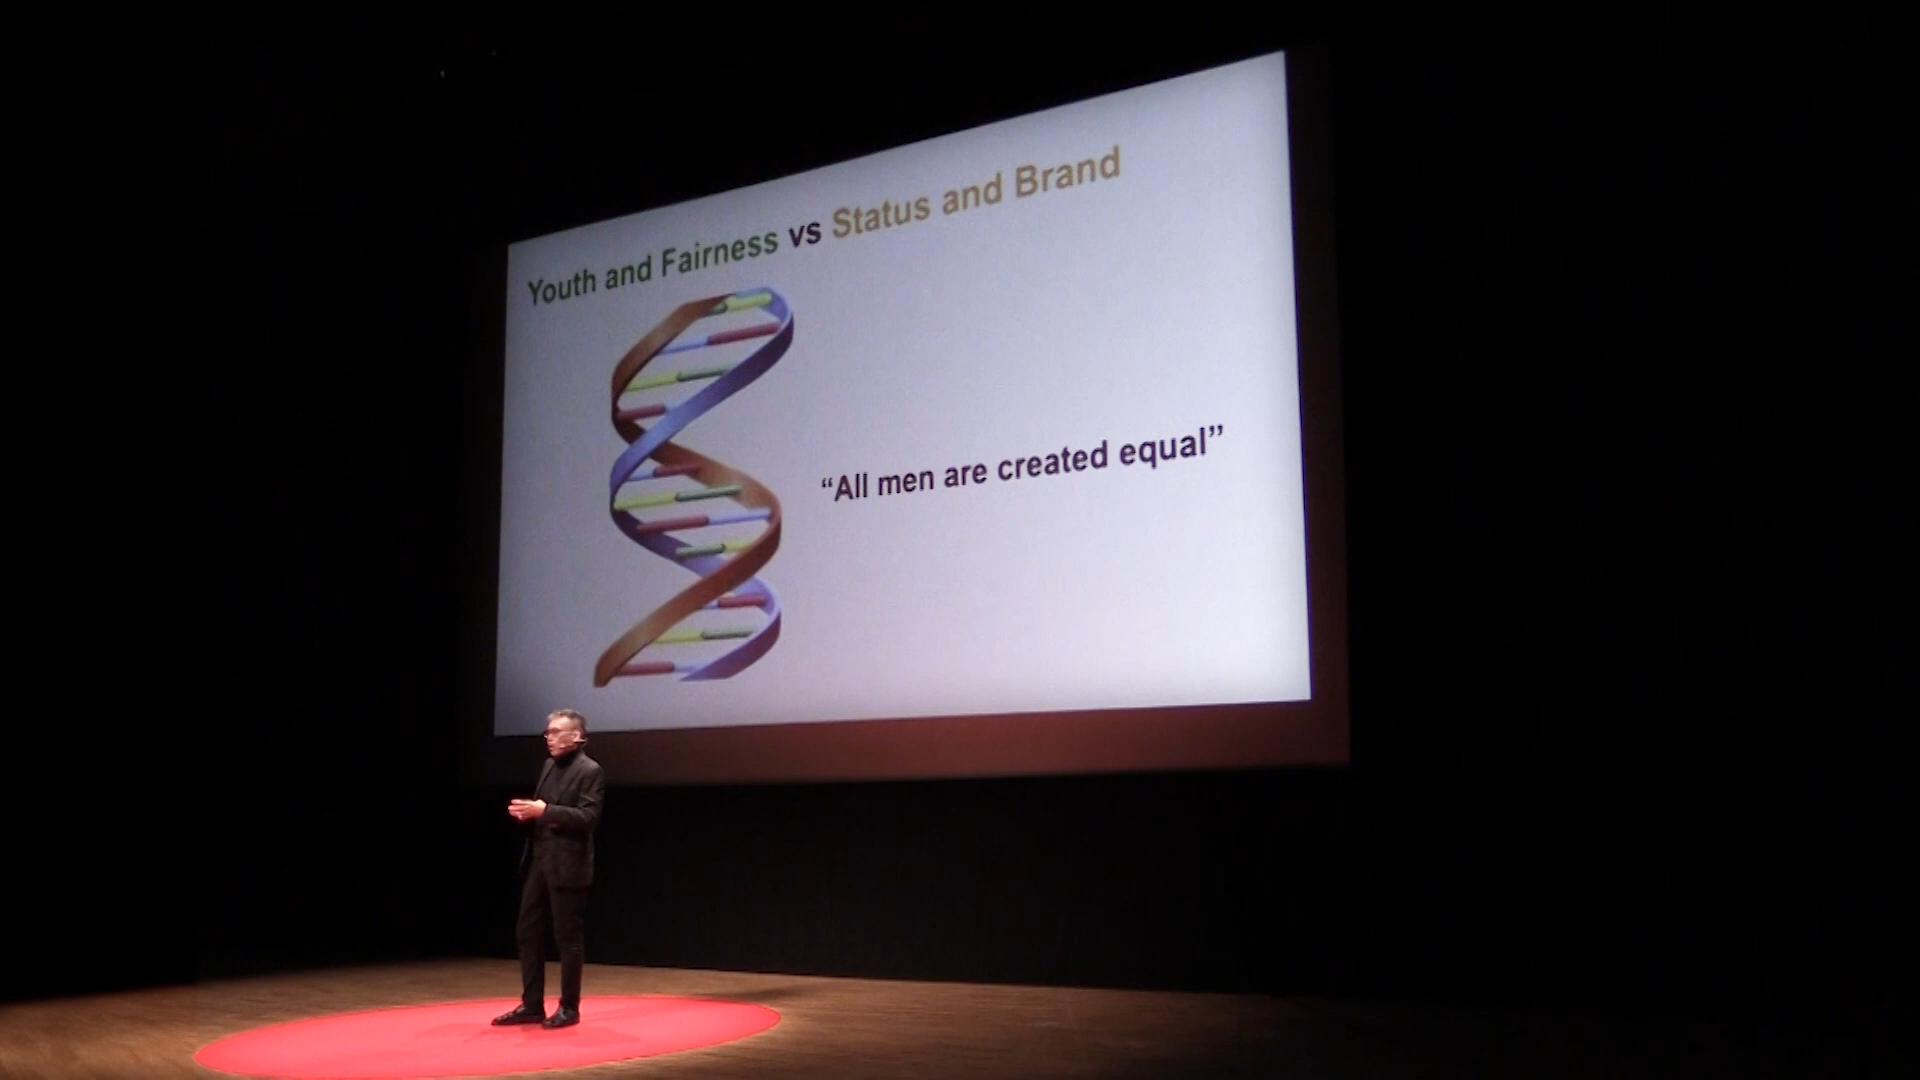 Youth and Fairness vs Status and Brand
“All men are created equal”